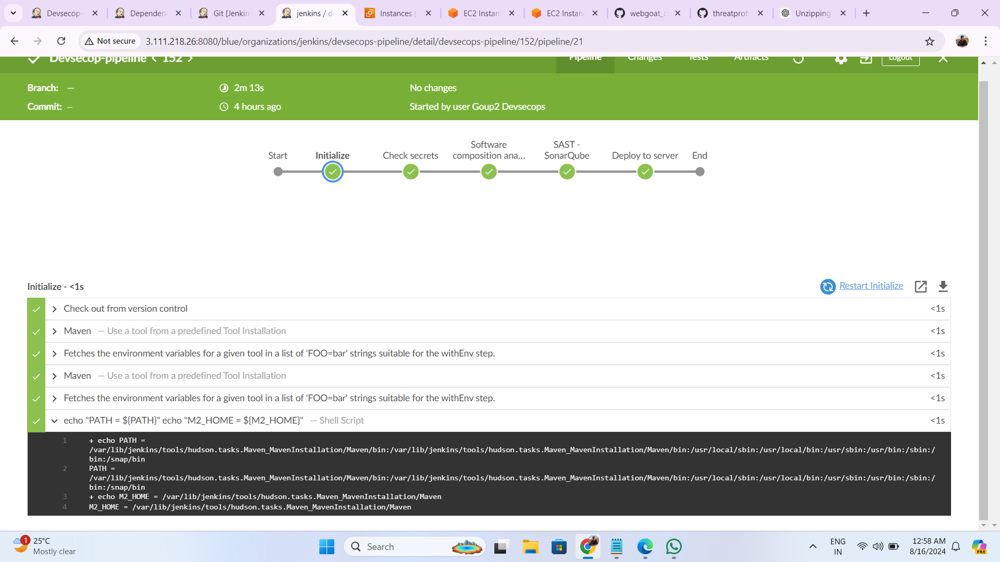 Devsecop-
Dependen
Git [Jenkin
jenkins / d
Instances |
EC2 Instan
EC2 Instan
webgoat_c
threatprob
Unzipping
Not secure
3.111.218.26:8080/blue/organizations/jenkins/devsecops-pipeline/detail/devsecops-pipeline/152/pipeline/21
Devsecop-pipeline < 152 >
Pipeline
Changes
Tests
Artifacts
Logout
Branch: —
2m 13s
No changes
Commit: —
4 hours ago
Started by user Goup2 Devsecops
Start
Initialize
Check secrets
Software
composition ana...
SAST -
SonarQube
Deploy to server
End
Initialize - <1s
Restart Initialize
Check out from version control
<1s
Maven — Use a tool from a predefined Tool Installation
<1s
Fetches the environment variables for a given tool in a list of 'FOO=bar' strings suitable for the withEnv step.
<1s
Maven — Use a tool from a predefined Tool Installation
<1s
Fetches the environment variables for a given tool in a list of 'FOO=bar' strings suitable for the withEnv step.
<1s
echo "PATH = ${PATH}" echo "M2_HOME = ${M2_HOME}" — Shell Script
<1s
1 + echo PATH =
/var/lib/jenkins/tools/hudson.tasks.Maven_MavenInstallation/Maven/bin:/var/lib/jenkins/tools/hudson.tasks.Maven_MavenInstallation/Maven/bin:/usr/local/sbin:/usr/local/bin:/usr/sbin:/usr/bin:/sbin:/
bin:/snap/bin
2 PATH =
/var/lib/jenkins/tools/hudson.tasks.Maven_MavenInstallation/Maven/bin:/var/lib/jenkins/tools/hudson.tasks.Maven_MavenInstallation/Maven/bin:/usr/local/sbin:/usr/local/bin:/usr/sbin:/usr/bin:/sbin:/
bin:/snap/bin
3 + echo M2_HOME = /var/lib/jenkins/tools/hudson.tasks.Maven_MavenInstallation/Maven
4 M2_HOME = /var/lib/jenkins/tools/hudson.tasks.Maven_MavenInstallation/Maven
1
25°C
Mostly clear
Search
ENG
IN
12:58 AM
8/16/2024
PRE